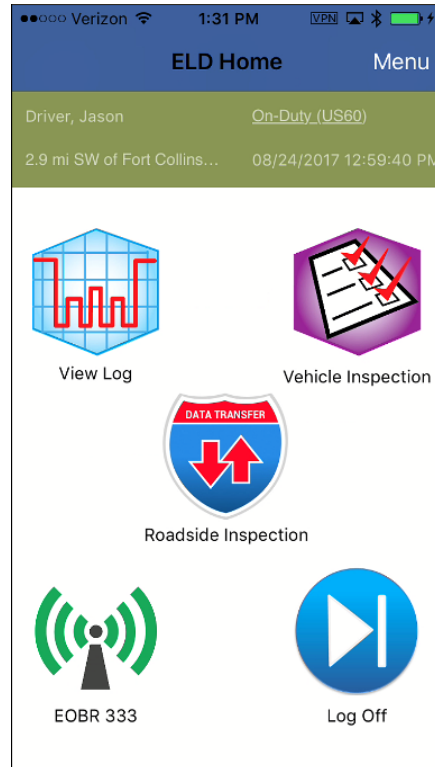 Verizon 1:31 PM VPN
ELD Home Menu
Driver, Jason On-Duty (US60)
2.9 mi SW of Fort Collins... 08/24/2017 12:59:40 PM
View Log
Vehicle Inspection
DATA TRANSFER
Roadside Inspection
EOBR 333
Log Off